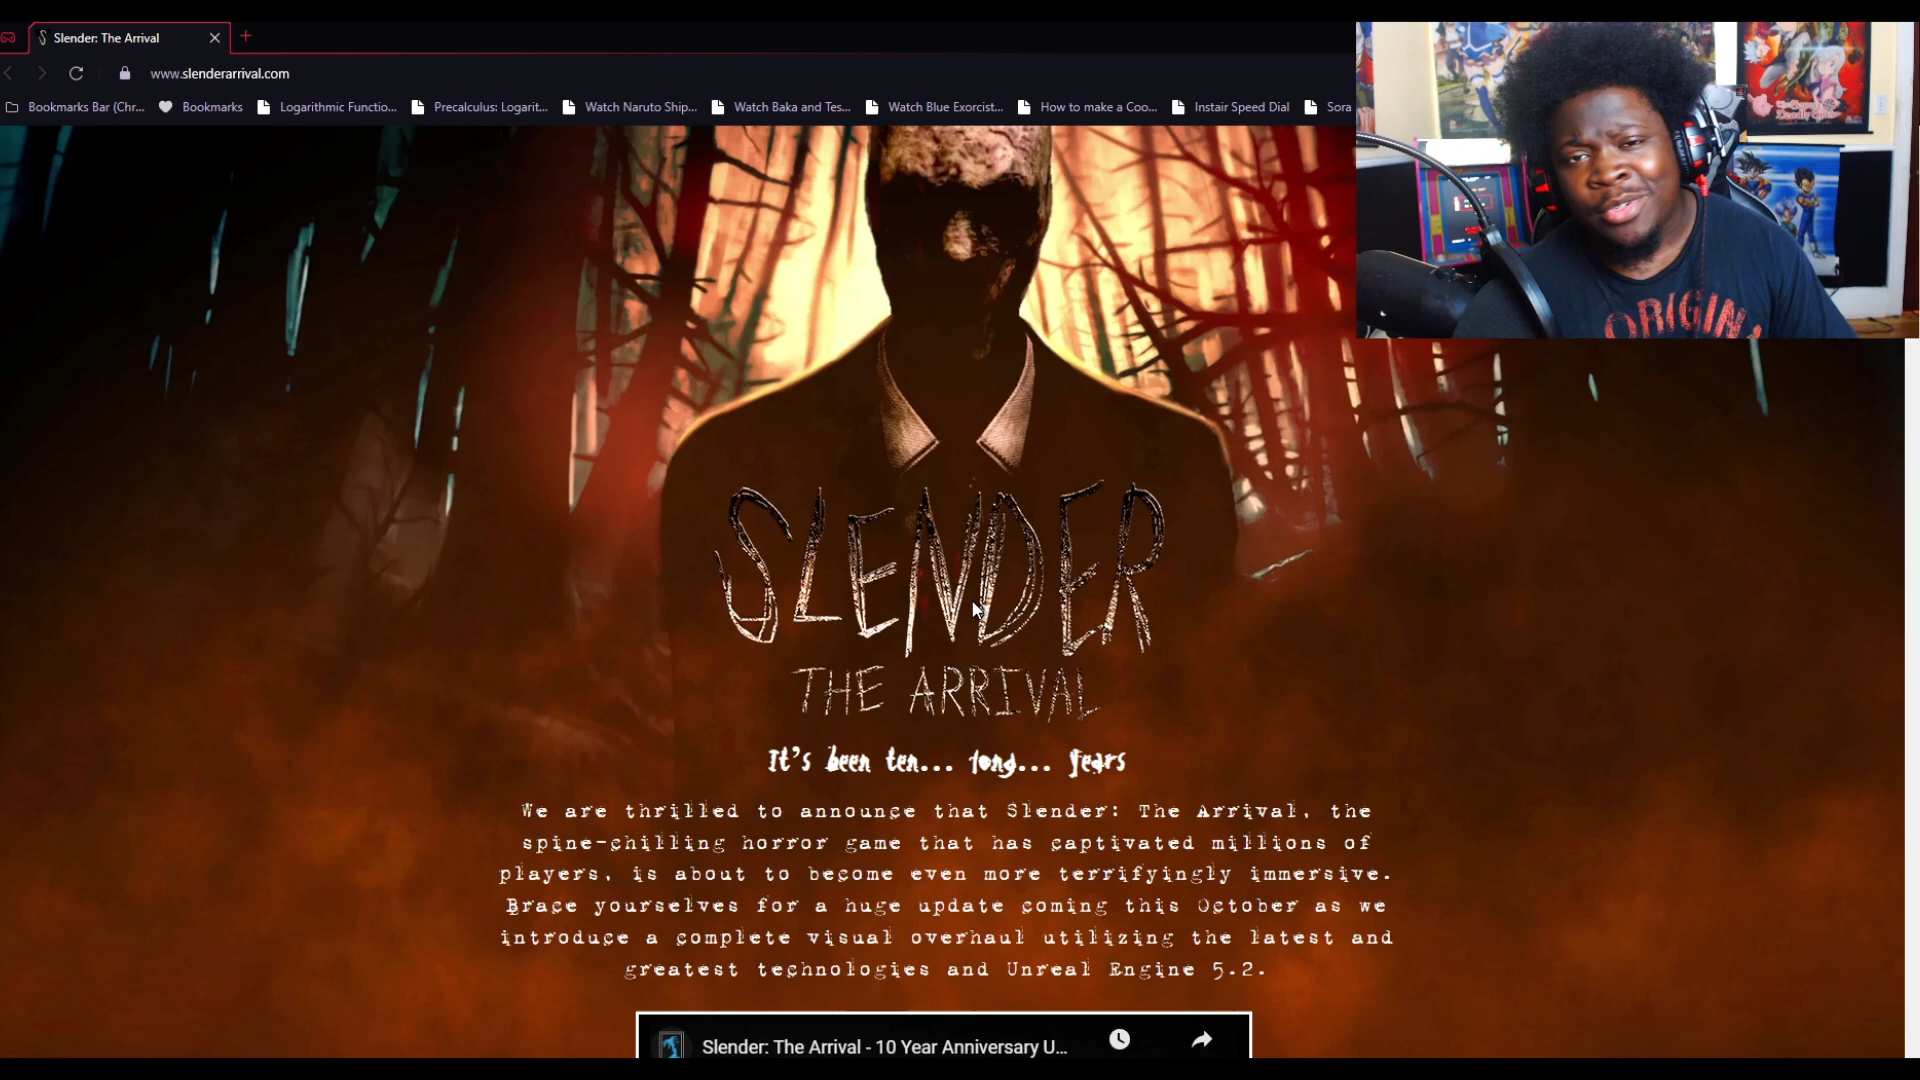 Slender: The Arrival
www.slenderarrival.com
Bookmarks Bar (Chr... Bookmarks Logarithmic Functio... Precalculus: Logarit... Watch Naruto Ship... Watch Baka and Tes... Watch Blue Exorcist... How to make a Coo... Instair Speed Dial Sora
ORIGIN
SLENDER
THE ARRIVAL
It's been ten... long... years
We are thrilled to announce that Slender: The Arrival, the
spine-chilling horror game that has captivated millions of
players, is about to become even more terrifyingly immersive.
Brace yourselves for a huge update coming this October as we
introduce a complete visual overhaul utilizing the latest and
greatest technologies and Unreal Engine 5.2.
Slender: The Arrival - 10 Year Anniversary U...